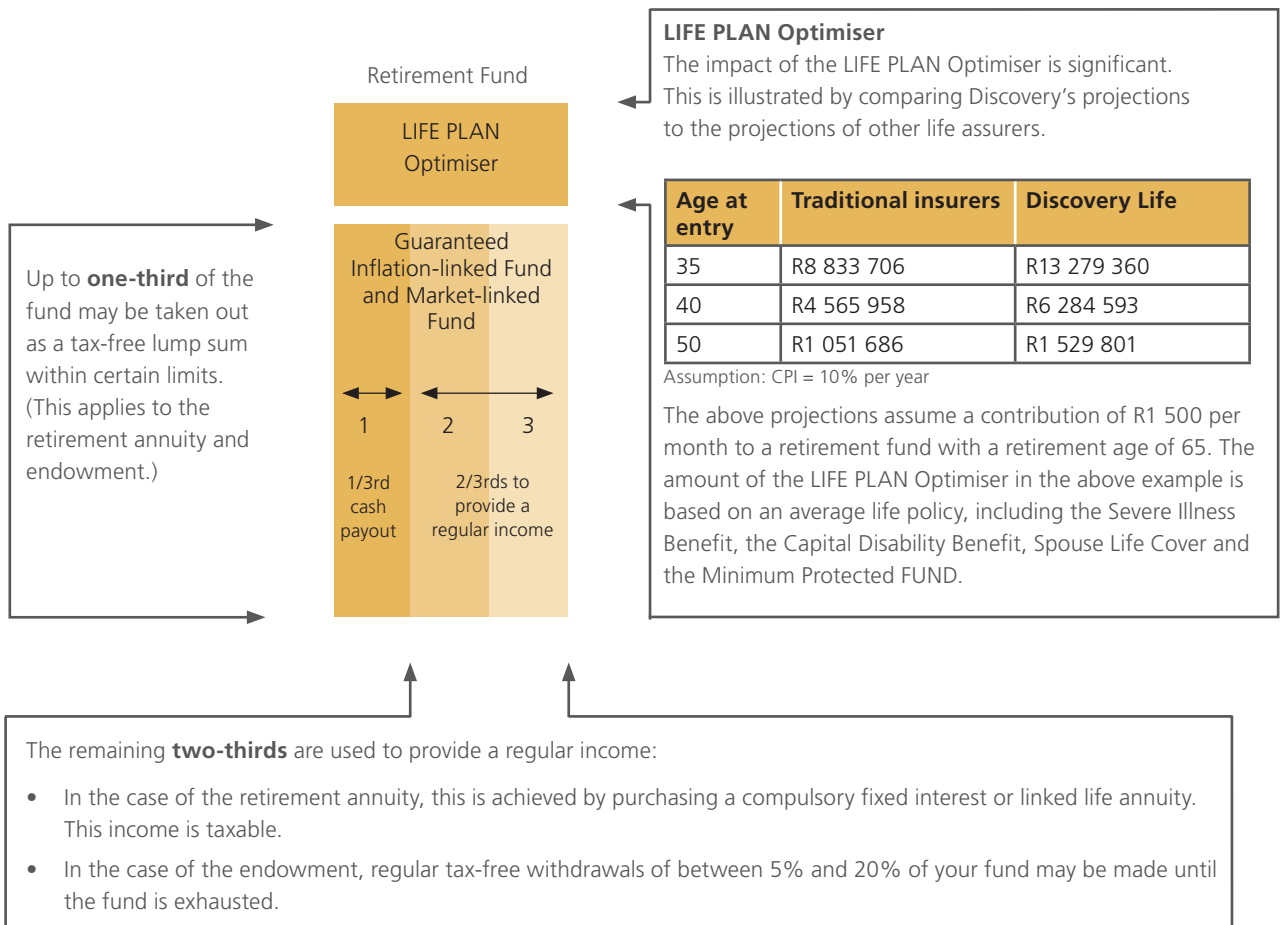 Retirement Fund
LIFE PLAN
Optimiser
Guaranteed
Inflation-linked Fund
and Market-linked
Fund
1 2 3
1/3rd
cash
payout
2/3rds to
provide a
regular income
Up to one-third of the
fund may be taken out
as a tax-free lump sum
within certain limits.
(This applies to the
retirement annuity and
endowment.)
LIFE PLAN Optimiser
The impact of the LIFE PLAN Optimiser is significant.
This is illustrated by comparing Discovery's projections
to the projections of other life assurers.
Age at
entry
Traditional insurers
Discovery Life
35 R8 833 706 R13 279 360
40 R4 565 958 R6 284 593
50 R1 051 686 R1 529 801
Assumption: CPI = 10% per year
The above projections assume a contribution of R1 500 per
month to a retirement fund with a retirement age of 65. The
amount of the LIFE PLAN Optimiser in the above example is
based on an average life policy, including the Severe Illness
Benefit, the Capital Disability Benefit, Spouse Life Cover and
the Minimum Protected FUND.
The remaining two-thirds are used to provide a regular income:
• In the case of the retirement annuity, this is achieved by purchasing a compulsory fixed interest or linked life annuity.
This income is taxable.
• In the case of the endowment, regular tax-free withdrawals of between 5% and 20% of your fund may be made until
the fund is exhausted.